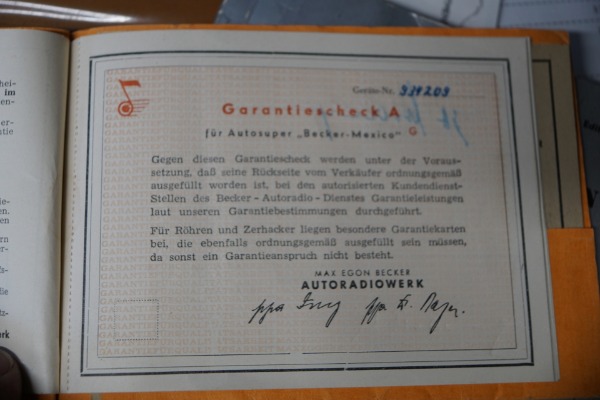 Geräte-Nr.
Garantiescheck A
für Autosuper „Becker-Mexico" G
Gegen diesen Garantiescheck werden unter der Voraus-
setzung, daß seine Rückseite vom Verkäufer ordnungsgemäß
ausgefüllt worden ist, bei den autorisierten Kundendienst-
Stellen des Becker-Autoradio-Dienstes Garantieleistungen
laut unseren Garantiebestimmungen durchgeführt.
Für Röhren und Zerhacker liegen besondere Garantiekarten
bei, die ebenfalls ordnungsgemäß ausgefüllt sein müssen,
da sonst ein Garantieanspruch nicht besteht.
MAX EGON BECKER
AUTORADIOWERK